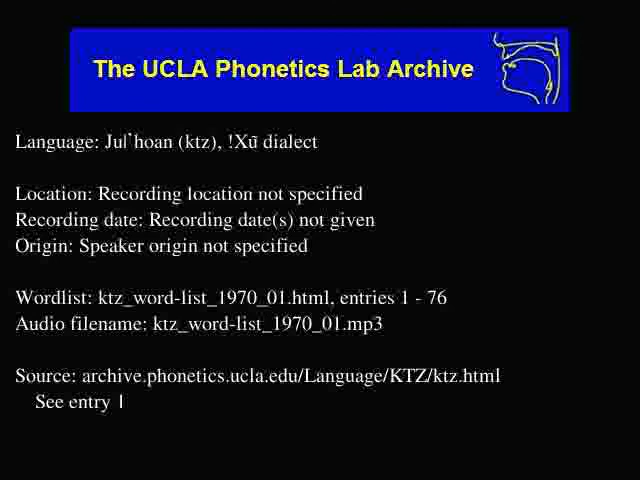 The UCLA Phonetics Lab Archive
Language: Juǀʼhoan (ktz), !Xũ dialect
Location: Recording location not specified
Recording date: Recording date(s) not given
Origin: Speaker origin not specified
Wordlist: ktz_word-list_1970_01.html, entries 1 - 76
Audio filename: ktz_word-list_1970_01.mp3
Source: archive.phonetics.ucla.edu/Language/KTZ/ktz.html
See entry 1